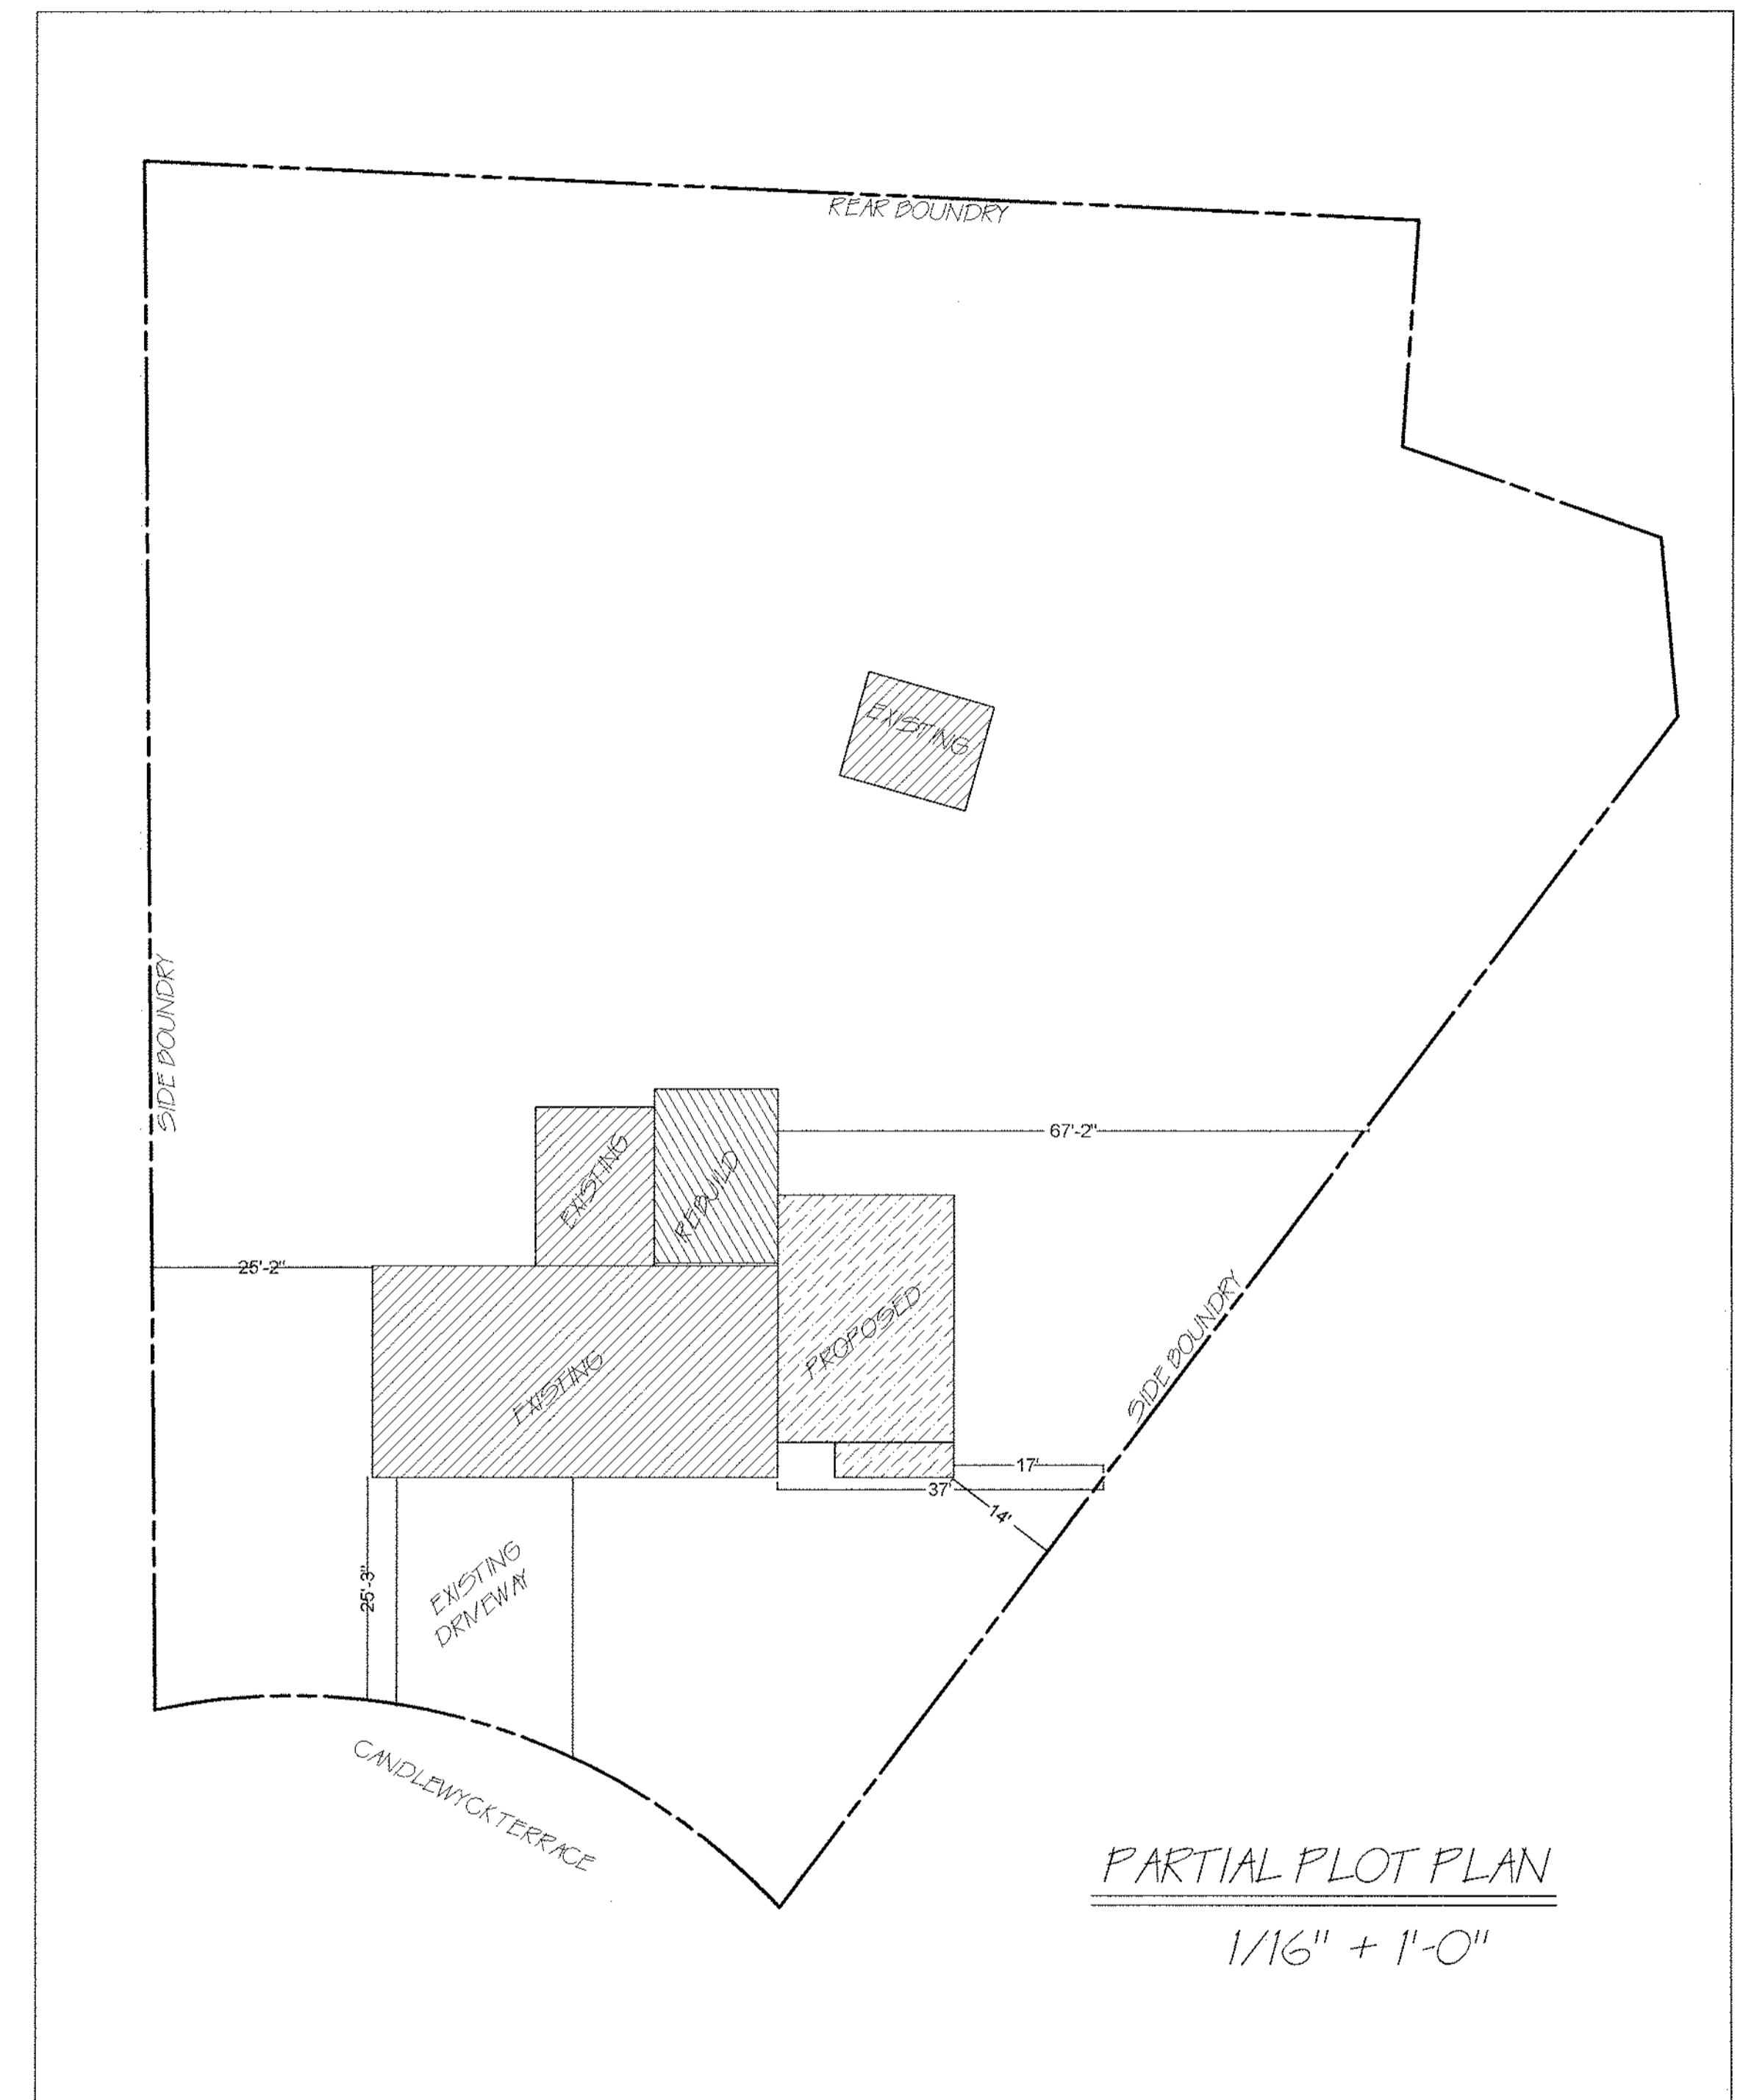 REAR BOUNDRY
EXISTING
SIDE BOUNDRY
67'-2"
EXISTING
REBUILD
25'-2"
PROPOSED
SIDE BOUNDRY
EXISTING
17'
37'
14'
25'-3"
EXISTING
DRIVEWAY
CANDLEWYCK TERRACE
PARTIAL PLOT PLAN
1/16" + 1'-0"